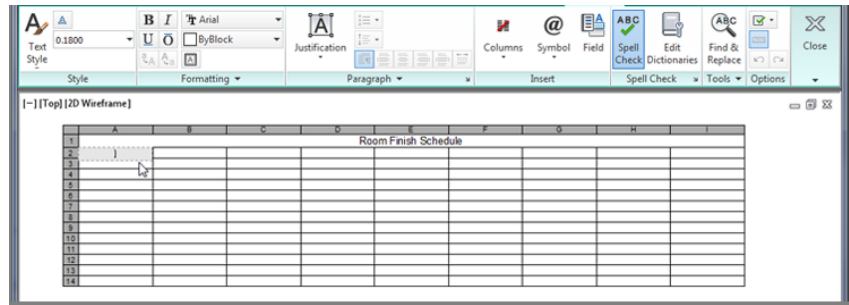 A
A
0.1800
Text
Style
B I Arial
U O ByBlock
A
Justification
Columns
@
Symbol
Field
ABC
Spell
Check
Edit
Dictionaries
ABC
Find &
Replace
Close
Style
Formatting
Paragraph
Insert
Spell Check
Tools
Options
[−] [Top] [2D Wireframe]
A B C D E F G H I
1 Room Finish Schedule
2
3
4
5
6
7
8
9
10
11
12
13
14